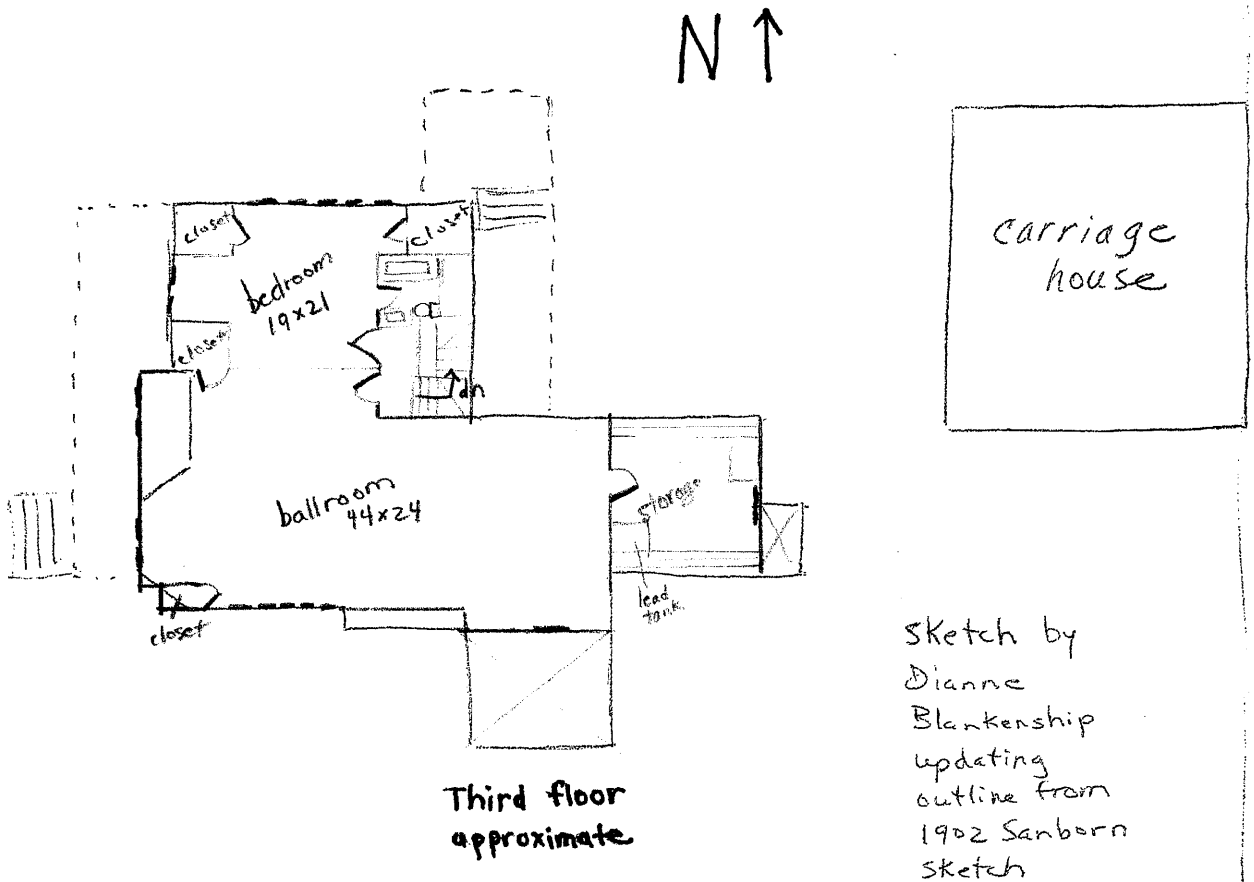 N
closet
closet
bedroom
19x21
closet
dn
ballroom
44x24
storage
lead
tank
closet
carriage
house
Third floor
approximate
sketch by
Dianne
Blankenship
updating
outline from
1902 Sanborn
sketch